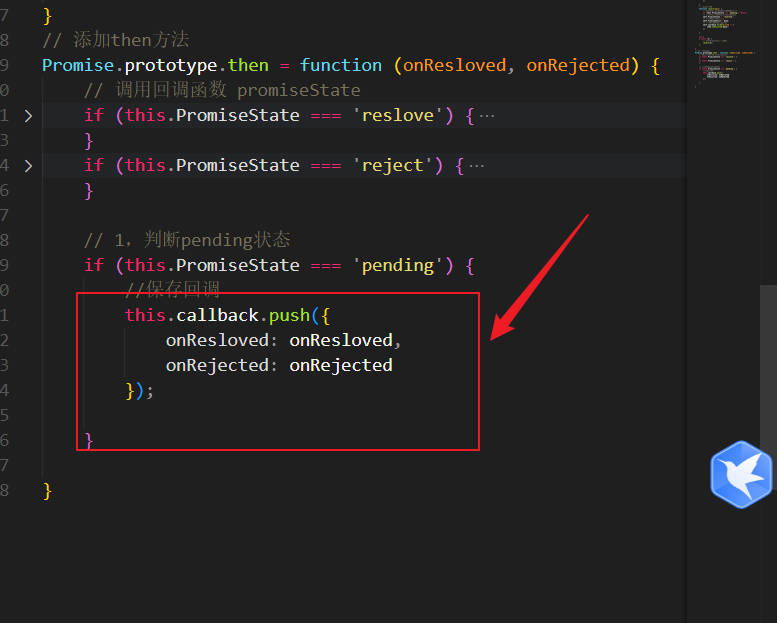 7 }
8 // 添加then方法
9 Promise.prototype.then = function (onResloved, onRejected) {
0 // 调用回调函数 promiseState
1 if (this.PromiseState === 'reslove') { ···
3 }
4 if (this.PromiseState === 'reject') { ···
6 }
7
8 // 1，判断pending状态
9 if (this.PromiseState === 'pending') {
0 //保存回调
1 this.callback.push({
2 onResloved: onResloved,
3 onRejected: onRejected
4 });
5
6 }
7
8 }